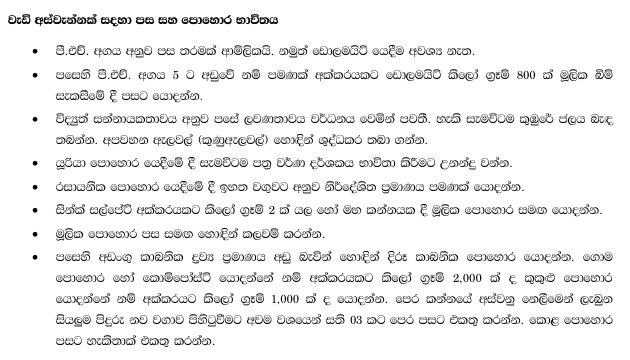 වැඩි අස්වැන්නක් සදහා පස සහ පොහොර භාවිතය
• පී.එච්. අගය අනුව පස තරමක් ආම්ලිකයි. නමුත් ඩොලමයිට් යෙදීම අවශ්‍ය නැත.
• පසෙහි පී.එච්. අගය 5 ට අඩුවේ නම් පමණක් අක්කරයකට ඩොලමයිට් කිලෝ ග්‍රෑම් 800 ක් මූලික බිම්
සැකසීමේ දී පසට යොදන්න.
• විද්‍යුත් සන්නායකතාවය අනුව පසේ ලවණතාවය වර්ධනය වෙමින් පවතී. හැකි සැමවිටම කුඹුරේ ජලය බැඳ
තබන්න. අපවහන ඇලවල් (කුණුඇලවල්) හොඳින් ශුද්ධකර තබා ගන්න.
• යූරියා පොහොර යෙදීමේ දී සැමවිටම පත්‍ර වර්ණ දර්ශකය භාවිතා කිරීමට උනන්දු වන්න.
• රසායනික පොහොර යෙදීමේ දී ඉහත වගුවට අනුව නිර්දේශිත ප්‍රමාණය පමණක් යොදන්න.
• සින්ක් සල්පේට් අක්කරයකට කිලෝ ග්‍රෑම් 2 ක් යල හෝ මහ කන්නයක දී මූලික පොහොර සමඟ යොදන්න.
• මූලික පොහොර පස සමඟ හොඳින් කලවම් කරන්න.
• පසෙහි අඩංගු කාබනික ද්‍රව්‍ය ප්‍රමාණය අඩු බැවින් හොඳින් දිරූ කාබනික පොහොර යොදන්න. ගොම
පොහොර හෝ කොම්පෝස්ට් යොදන්නේ නම් අක්කරයකට කිලෝ ග්‍රෑම් 2,000 ක් ද කුකුළු පොහොර
යොදන්නේ නම් අක්කරයට කිලෝ ග්‍රෑම් 1,000 ක් ද යොදන්න. පෙර කන්නයේ අස්වනු නෙලීමෙන් ලැබුන
සියලුම පිදුරු නව වගාව පිහිටුවීමට අවම වශයෙන් සති 03 කට පෙර පසට එකතු කරන්න. කොළ පොහොර
පසට හැකිතාක් එකතු කරන්න.